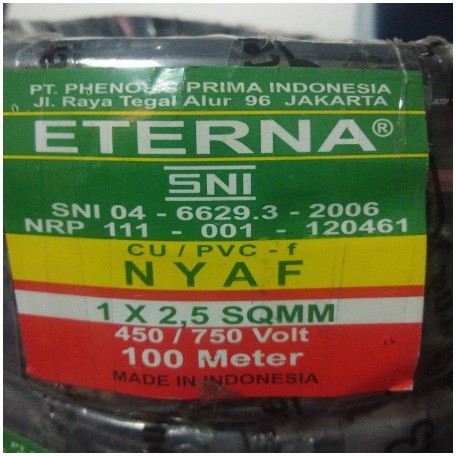 PT. PHENO S PRIMA INDONESIA
Jl. Raya Tegal Alur 96 JAKARTA
ETERNA®
SNI
SNI 04 - 6629.3 - 2006
NRP 111 - 001 - 120461
CU / PVC - f
NYAF
1 X 2,5 SQMM
450 / 750 Volt
100 Meter
MADE IN INDONESIA